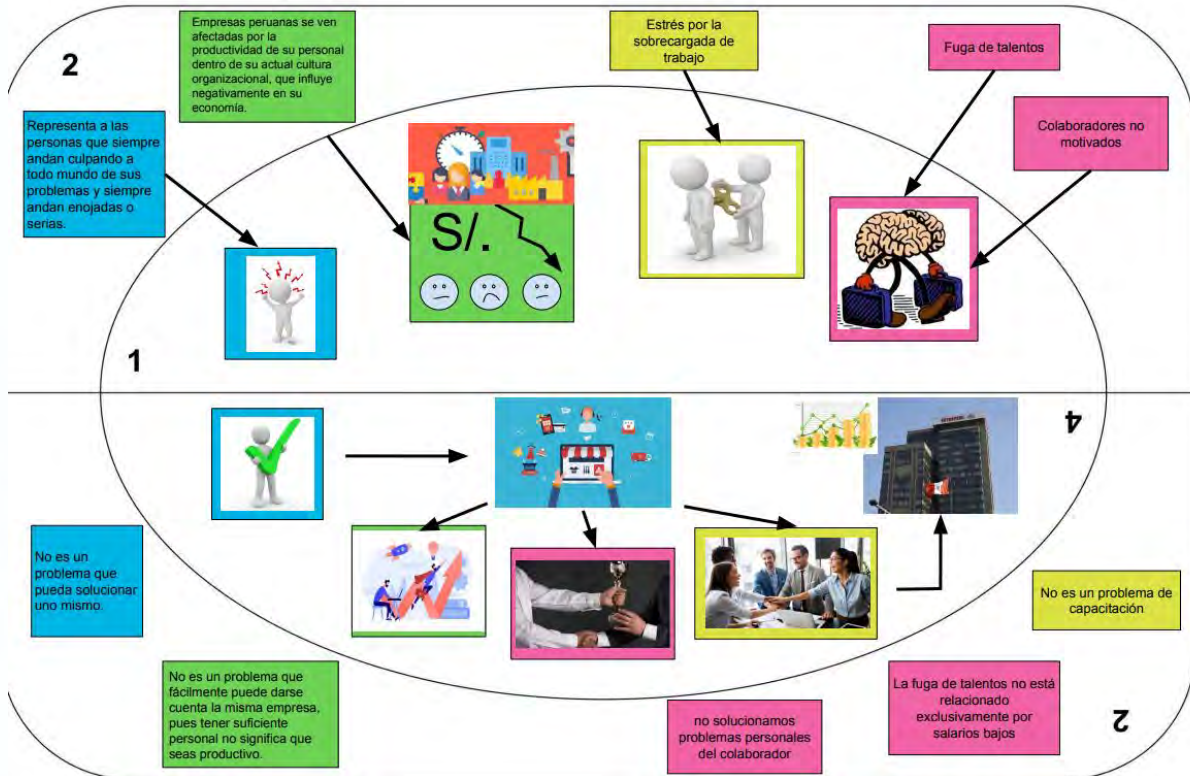 2
Empresas peruanas se ven
afectadas por la
productividad de su personal
dentro de su actual cultura
organizacional, que influye
negativamente en su
economía.
Estrés por la
sobrecargada de
trabajo
Fuga de talentos
Representa a las
personas que siempre
andan culpando a
todo mundo de sus
problemas y siempre
andan enojadas o
serias.
Colaboradores no
motivados
S/.
1
4
No es un
problema que
pueda solucionar
uno mismo.
No es un problema de
capacitación
No es un problema que
fácilmente puede darse
cuenta la misma empresa,
pues tener suficiente
personal no significa que
seas productivo.
no solucionamos
problemas personales
del colaborador
La fuga de talentos no está
relacionado
exclusivamente por
salarios bajos
2